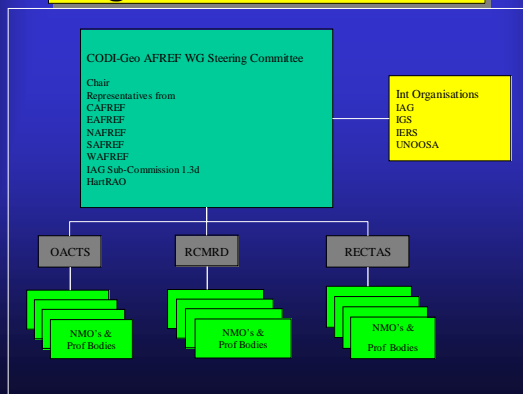 CODI-Geo AFREF WG Steering Committee
Chair
Representatives from
CAFREF
EAFREF
NAFREF
SAFREF
WAFREF
IAG Sub-Commission 1.3d
HartRAO
Int Organisations
IAG
IGS
IERS
UNOOSA
OACTS
RCMRD
RECTAS
NMO's &
Prof Bodies
NMO's &
Prof Bodies
NMO's &
Prof Bodies